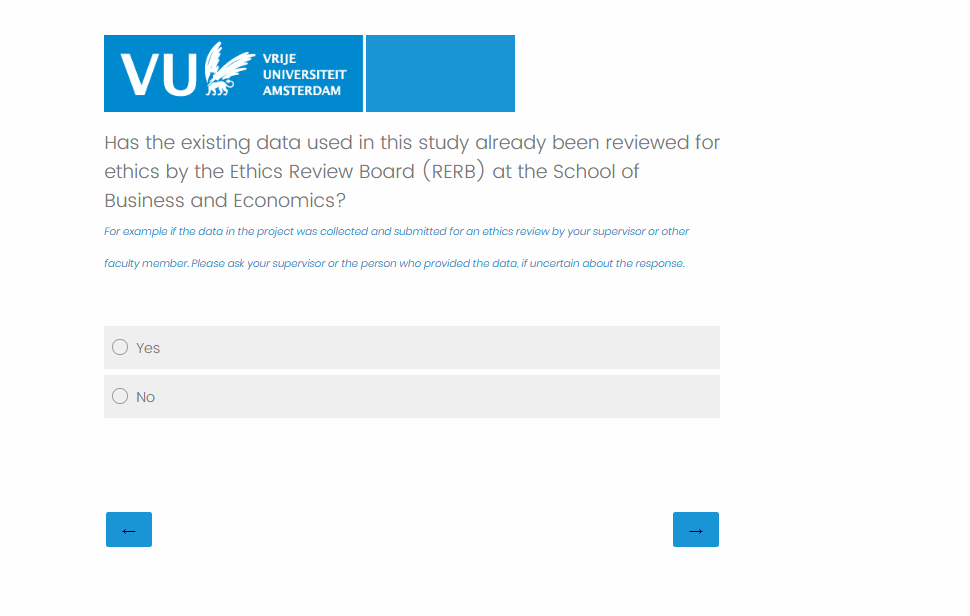 VU
VRIJE
UNIVERSITEIT
AMSTERDAM
Has the existing data used in this study already been reviewed for
ethics by the Ethics Review Board (RERB) at the School of
Business and Economics?
For example if the data in the project was collected and submitted for an ethics review by your supervisor or other
faculty member. Please ask your supervisor or the person who provided the data, if uncertain about the response.
Yes
No
← →